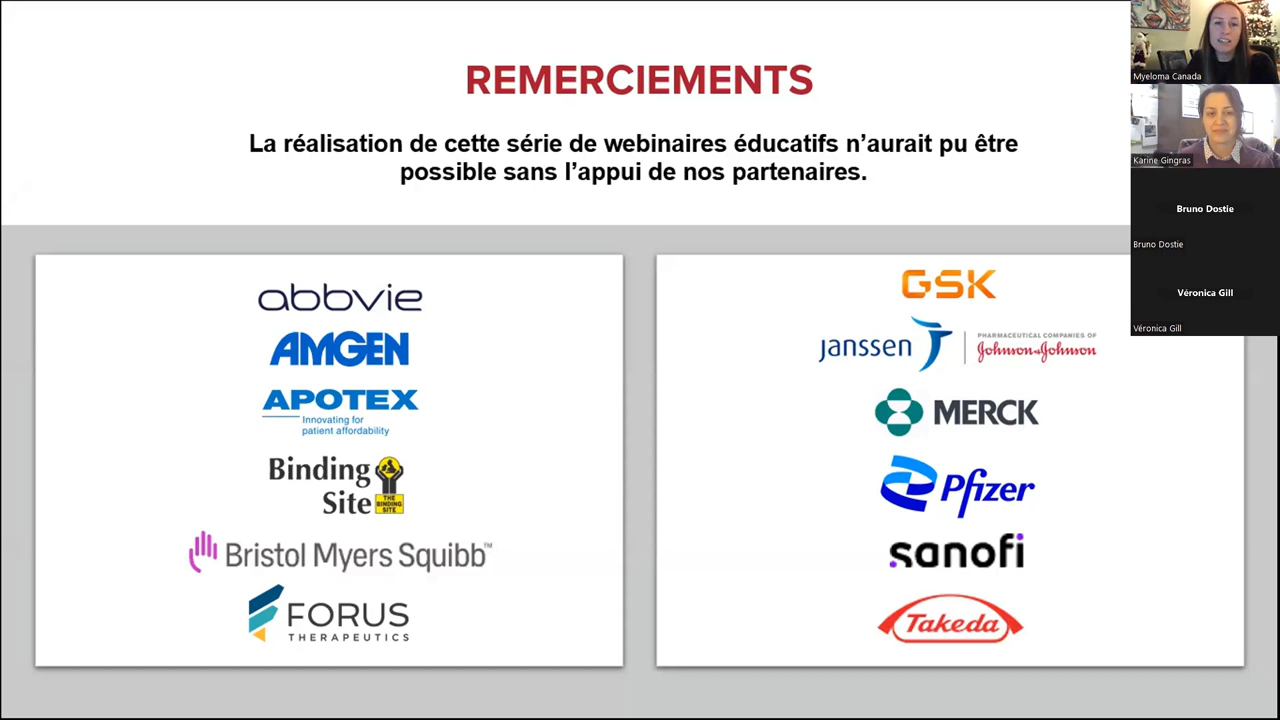 REMERCIEMENTS
La réalisation de cette série de webinaires éducatifs n’aurait pu être
possible sans l’appui de nos partenaires.
abbvie
AMGEN
APOTEX
Innovating for
patient affordability
Binding
Site
THE
BINDING
SITE
Bristol Myers Squibb™
FORUS
THERAPEUTICS
GSK
janssen
PHARMACEUTICAL COMPANIES OF
Johnson & Johnson
MERCK
Pfizer
sanofi
Takeda
Myeloma Canada
Karine Gingras
Bruno Dostie
Bruno Dostie
Véronica Gill
Véronica Gill